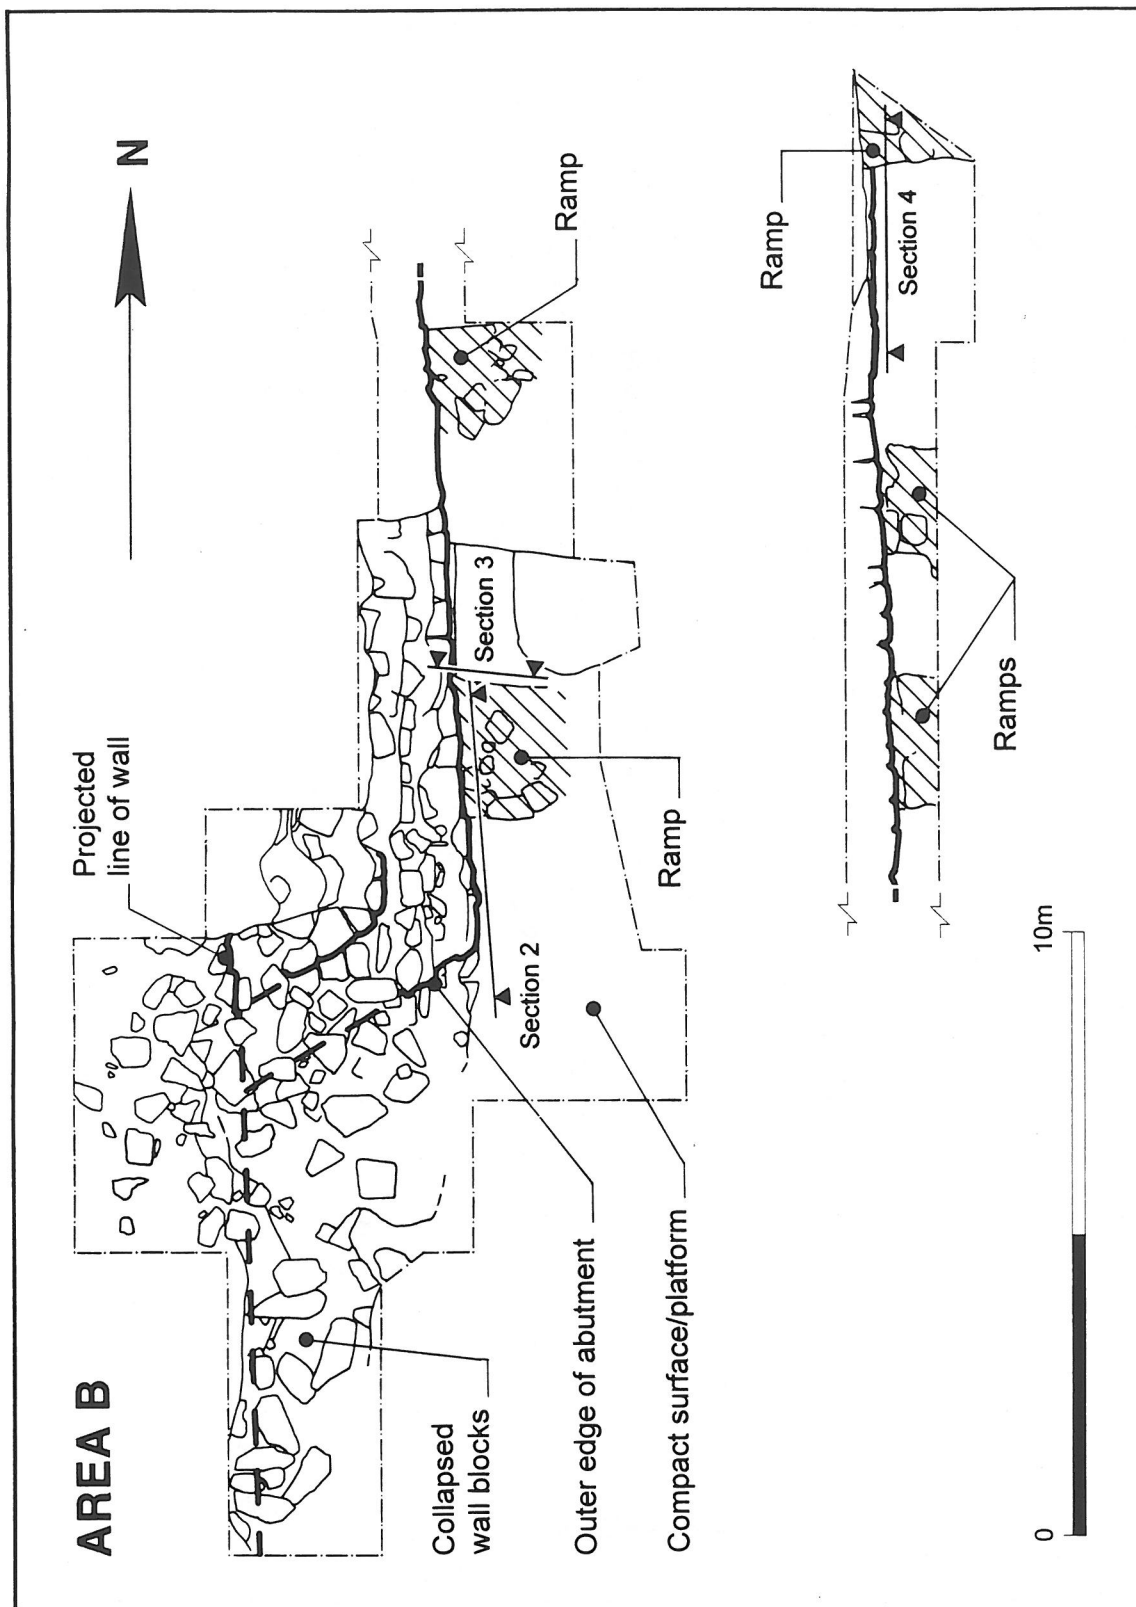 AREA B
N
Projected
line of wall
Ramp
Ramp
Section 3
Section 4
Section 2
Ramp
Collapsed
wall blocks
Outer edge of abutment
Compact surface/platform
Ramps
0
10m